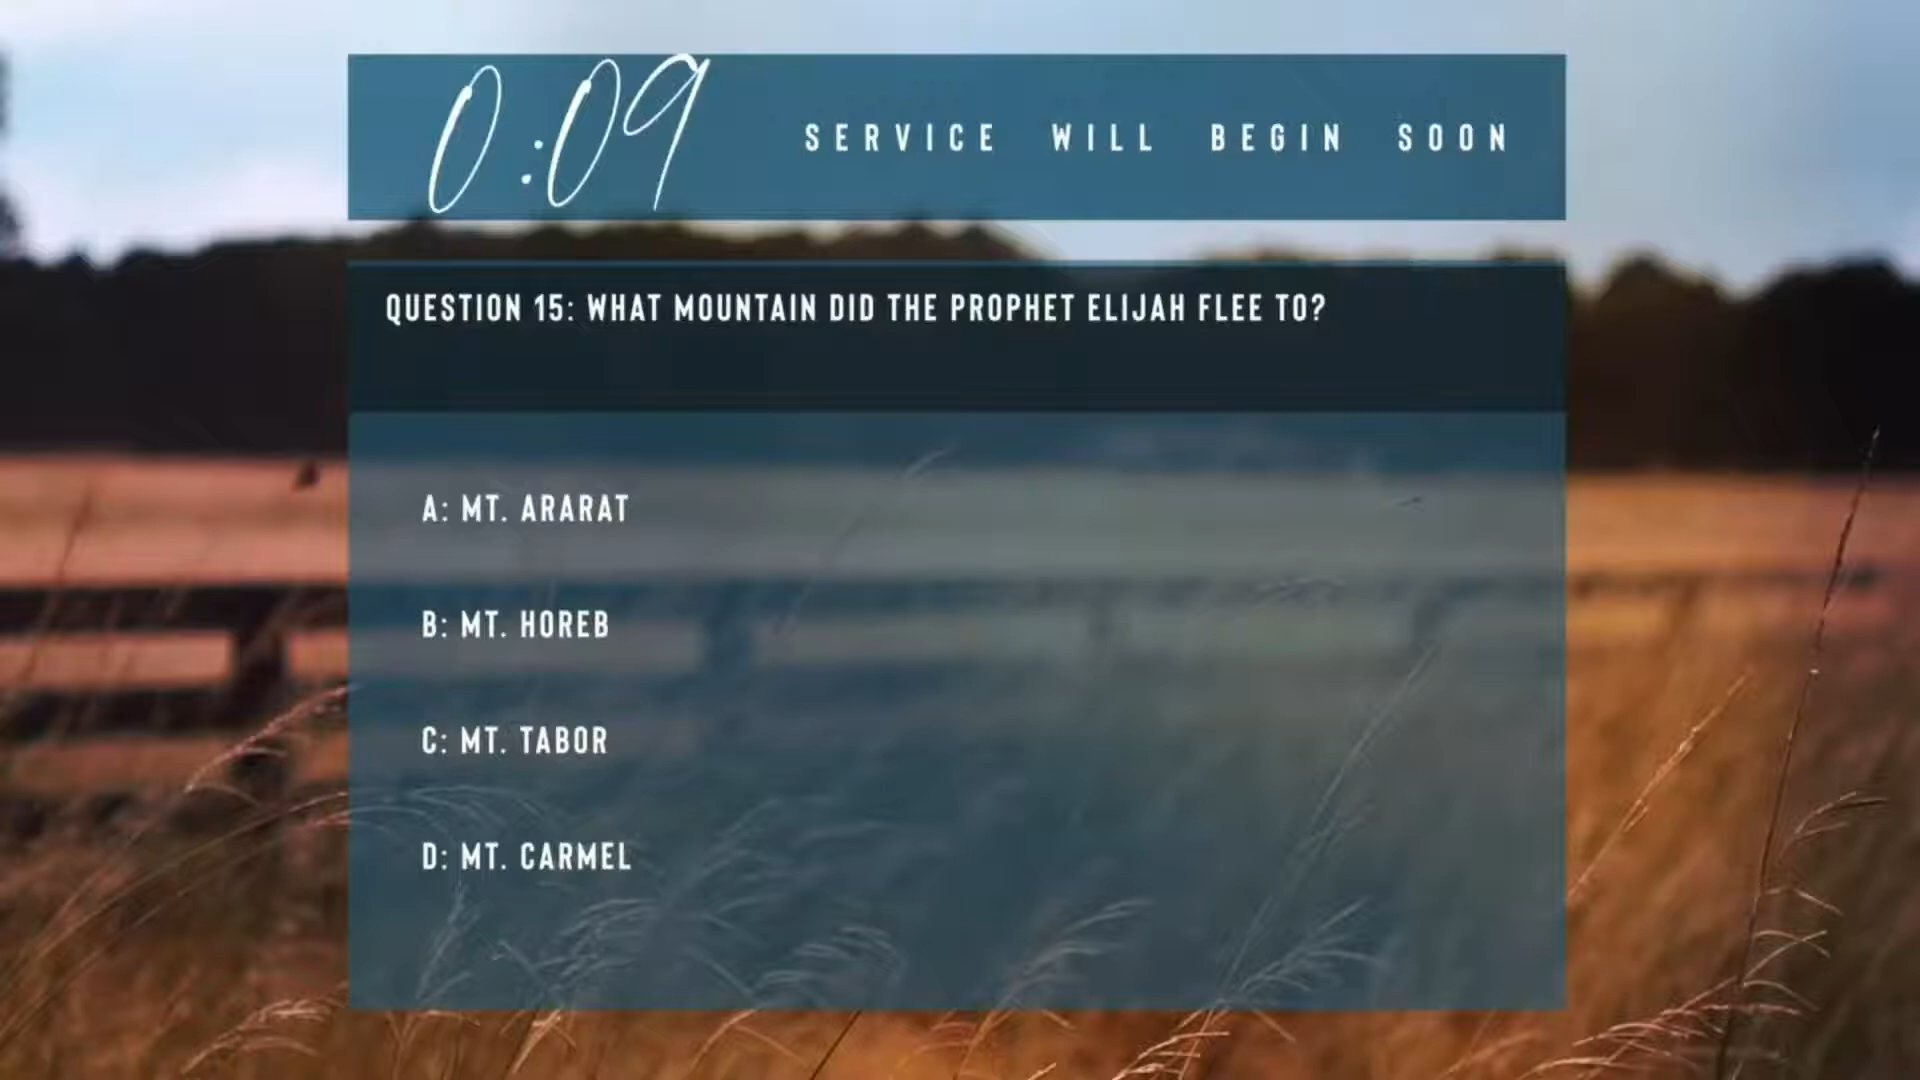 0:09
SERVICE WILL BEGIN SOON
QUESTION 15: WHAT MOUNTAIN DID THE PROPHET ELIJAH FLEE TO?
A: MT. ARARAT
B: MT. HOREB
C: MT. TABOR
D: MT. CARMEL